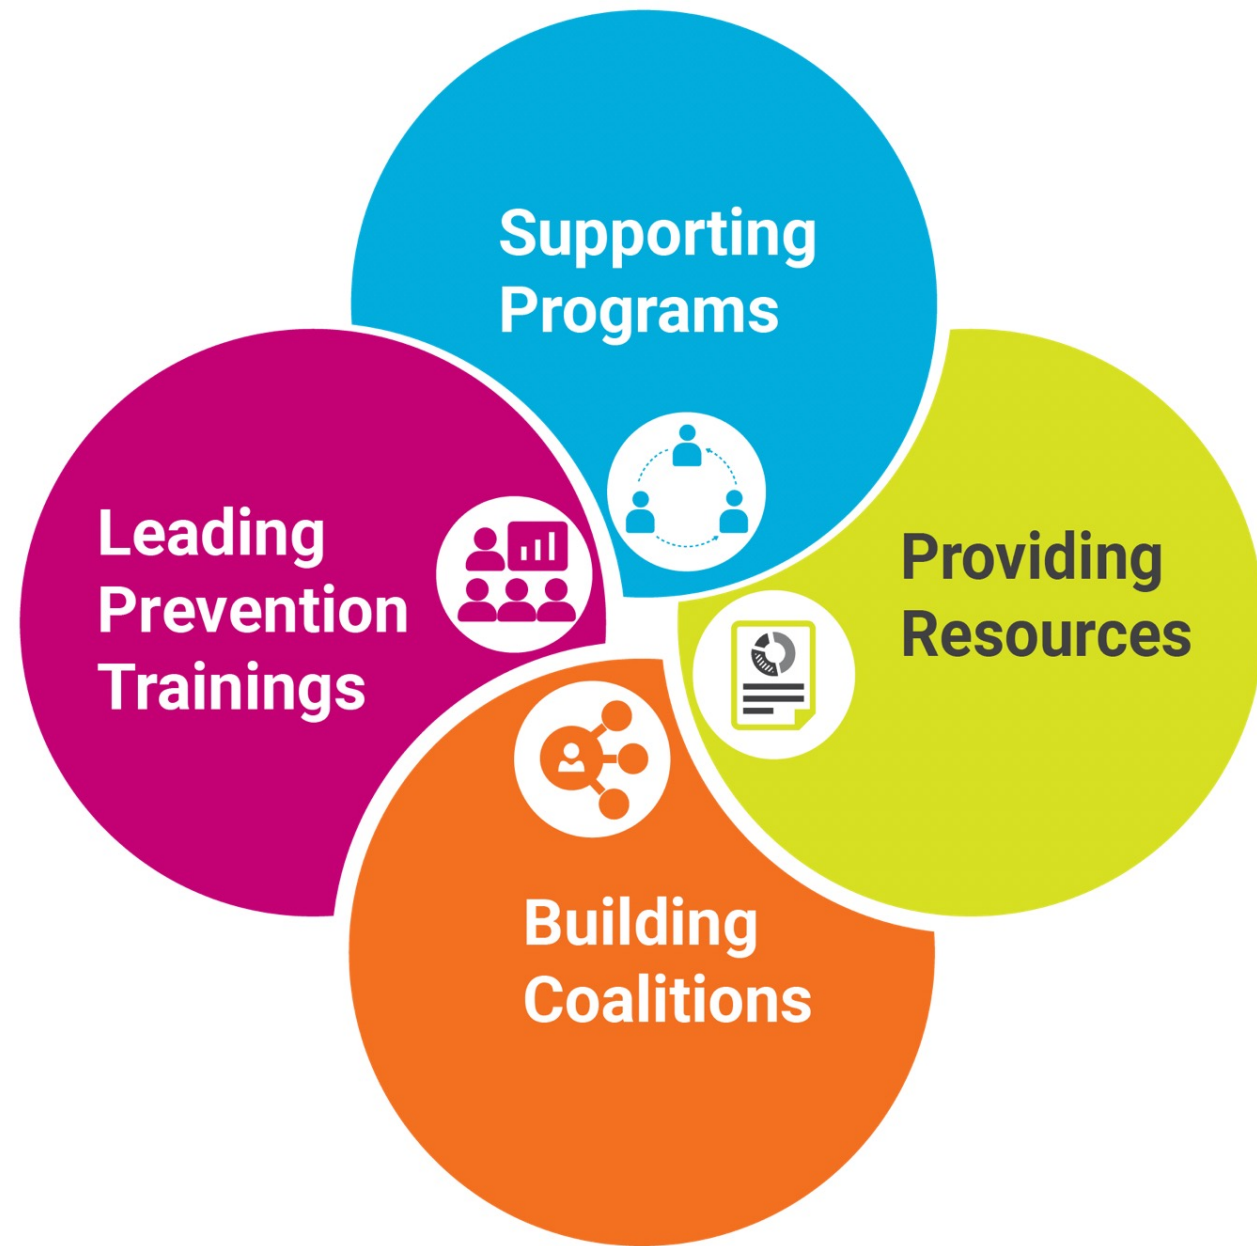 Supporting
Programs
Leading
Prevention
Trainings
Providing
Resources
Building
Coalitions